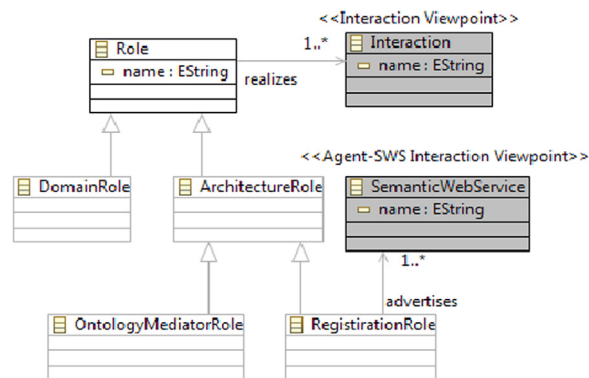 <<Interaction Viewpoint>>
Role
1..*
Interaction
name : EString
name : EString
realizes
<<Agent-SWS Interaction Viewpoint>>
DomainRole
ArchitectureRole
SemanticWebService
name : EString
1..*
advertises
OntologyMediatorRole
RegistirationRole